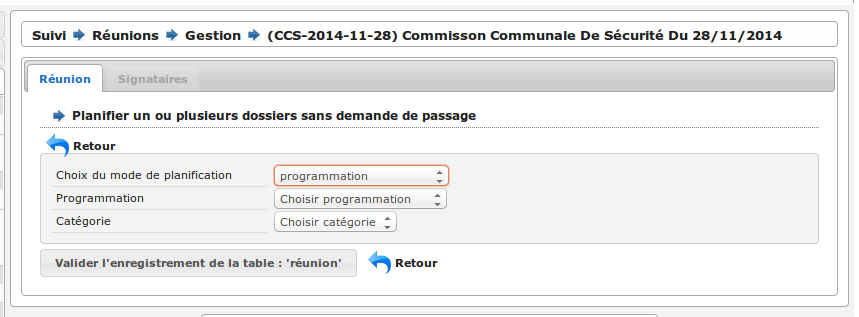 Suivi Réunions Gestion (CCS-2014-11-28) Commisson Communale De Sécurité Du 28/11/2014
Réunion Signataires
Planifier un ou plusieurs dossiers sans demande de passage
Retour
Choix du mode de planification programmation
Programmation Choisir programmation
Catégorie Choisir catégorie
Valider l'enregistrement de la table : 'réunion' Retour